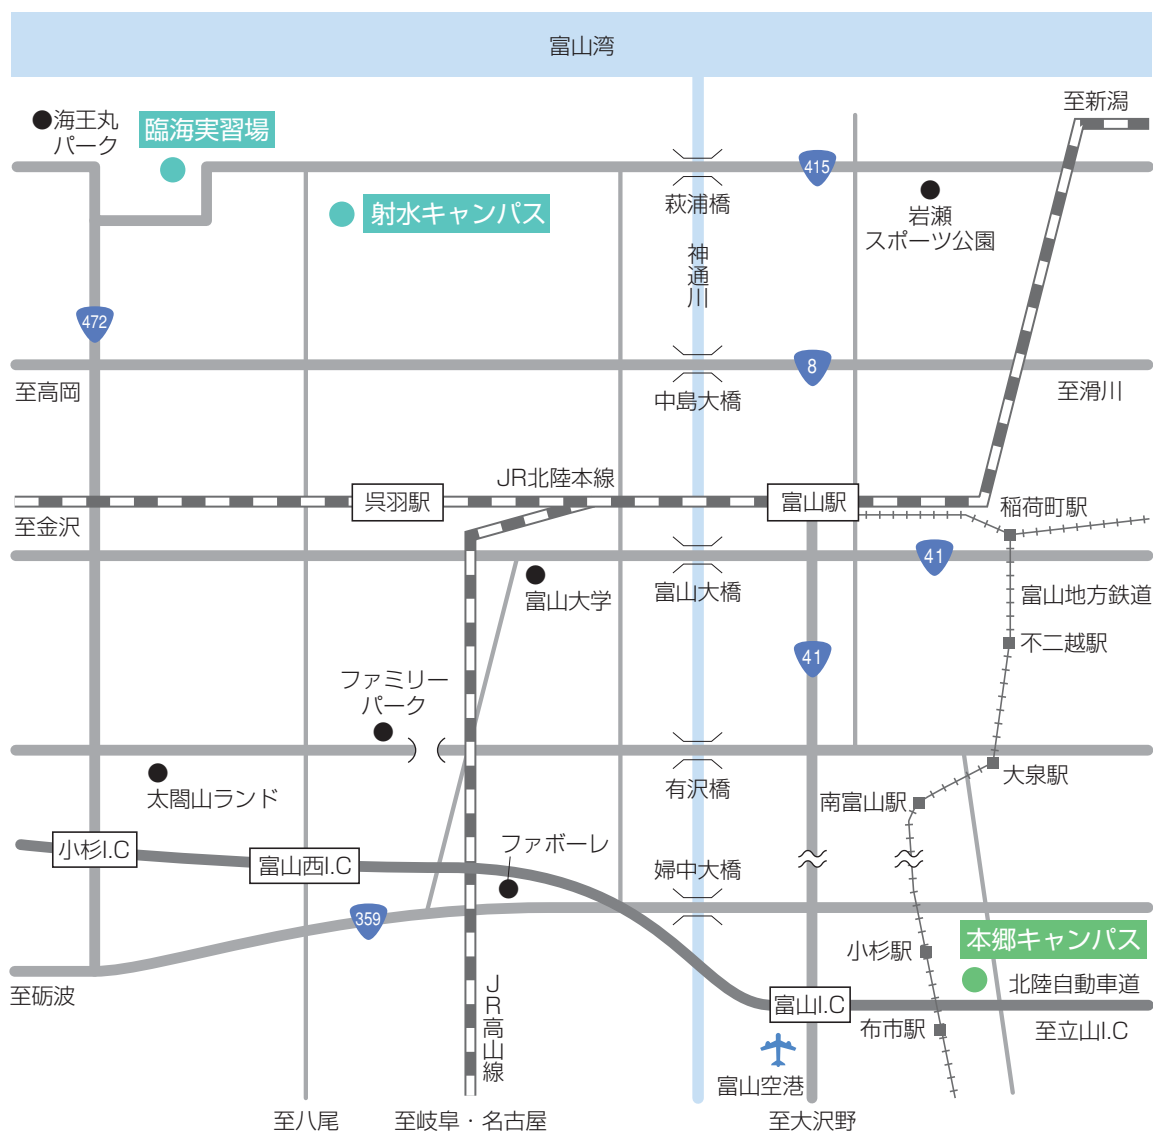 富山湾
至新潟
海王丸
パーク
臨海実習場
415
射水キャンパス
萩浦橋
岩瀬
スポーツ公園
神通川
472
8
至高岡
中島大橋
至滑川
JR北陸本線
呉羽駅
富山駅
稲荷町駅
至金沢
41
富山大学
富山大橋
富山地方鉄道
不二越駅
41
ファミリー
パーク
太閤山ランド
有沢橋
大泉駅
南富山駅
小杉I.C
富山西I.C
ファボーレ
婦中大橋
359
本郷キャンパス
小杉駅
北陸自動車道
至砺波
JR高山線
富山I.C
布市駅
至立山I.C
富山空港
至八尾
至岐阜・名古屋
至大沢野